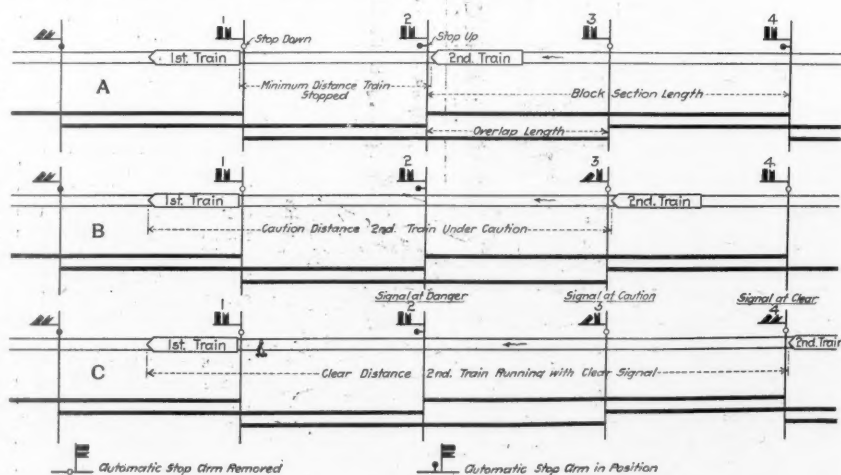 1 2 3 4
Stop Down Stop Up
1st. Train 2nd. Train
A
Minimum Distance Train Stopped
Block Section Length
Overlap Length
1 2 3 4
1st. Train 2nd. Train
B
Caution Distance 2nd. Train Under Caution
Signal at Danger Signal at Caution Signal at Clear
1 2 3 4
1st. Train 2nd. Train
C
Clear Distance 2nd. Train Running with Clear Signal
Automatic Stop Arm Removed Automatic Stop Arm in Position